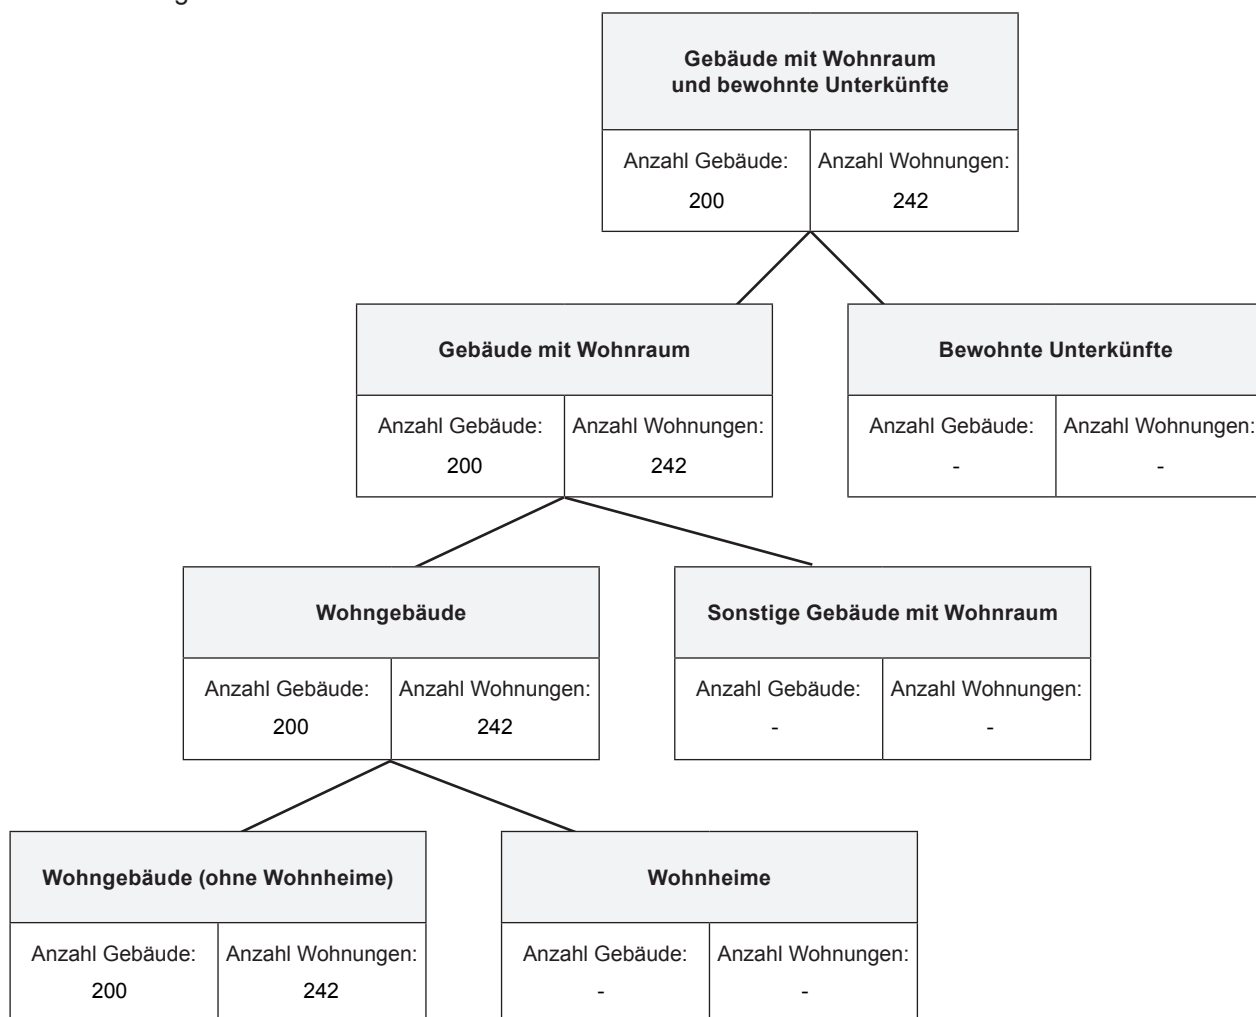 Gebäude mit Wohnraum
und bewohnte Unterkünfte
Anzahl Gebäude: Anzahl Wohnungen:
200 242
Gebäude mit Wohnraum
Anzahl Gebäude: Anzahl Wohnungen:
200 242
Bewohnte Unterkünfte
Anzahl Gebäude: Anzahl Wohnungen:
- -
Wohngebäude
Anzahl Gebäude: Anzahl Wohnungen:
200 242
Sonstige Gebäude mit Wohnraum
Anzahl Gebäude: Anzahl Wohnungen:
- -
Wohngebäude (ohne Wohnheime)
Anzahl Gebäude: Anzahl Wohnungen:
200 242
Wohnheime
Anzahl Gebäude: Anzahl Wohnungen:
- -